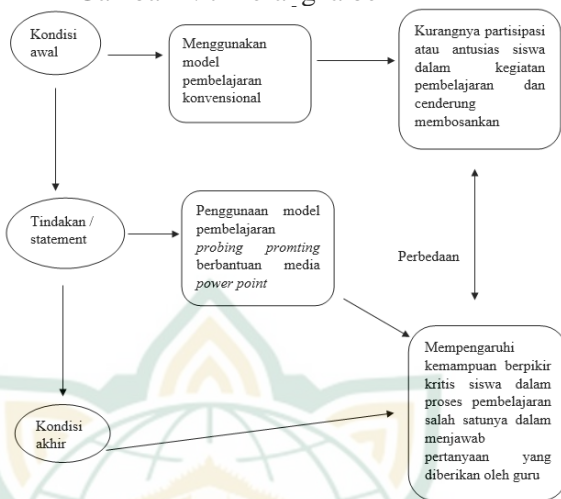 Kondisi
awal
Menggunakan
model
pembelajaran
konvensional
Kurangnya partisipasi
atau antusias siswa
dalam kegiatan
pembelajaran dan
cenderung
membosankan
Tindakan /
statement
Penggunaan model
pembelajaran
probing promting
berbantuan media
power point
Perbedaan
Kondisi
akhir
Mempengaruhi
kemampuan berpikir
kritis siswa dalam
proses pembelajaran
salah satunya dalam
menjawab
pertanyaan yang
diberikan oleh guru